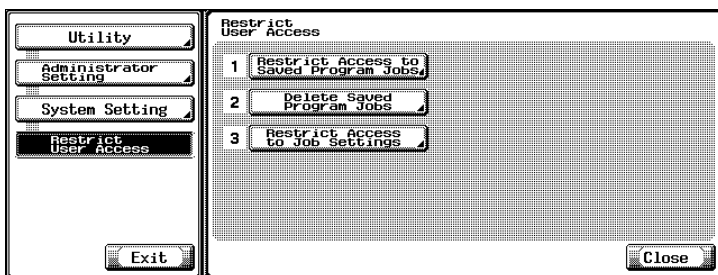 Utility
Administrator
Setting
System Setting
Restrict
User Access
Exit
Restrict
User Access
1 Restrict Access to
Saved Program Jobs
2 Delete Saved
Program Jobs
3 Restrict Access
to Job Settings
Close